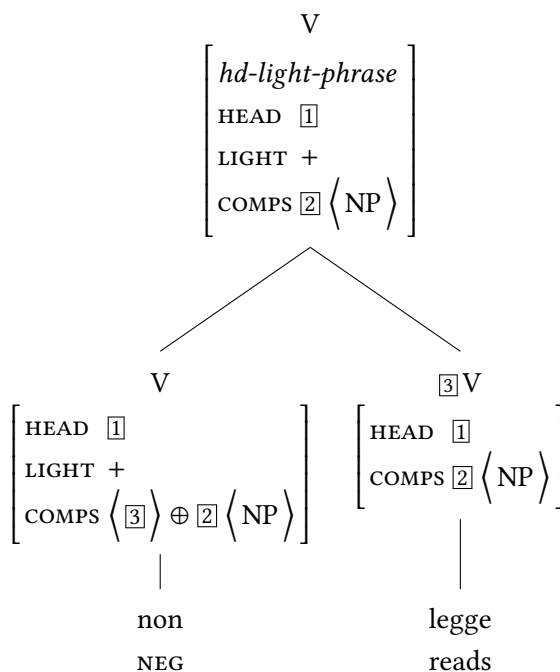 V
hd-light-phrase
HEAD 1
LIGHT +
COMPS 2 ⟨NP⟩
V
HEAD 1
LIGHT +
COMPS ⟨3⟩ ⊕ 2 ⟨NP⟩
3 V
HEAD 1
COMPS 2 ⟨NP⟩
non
NEG
legge
reads